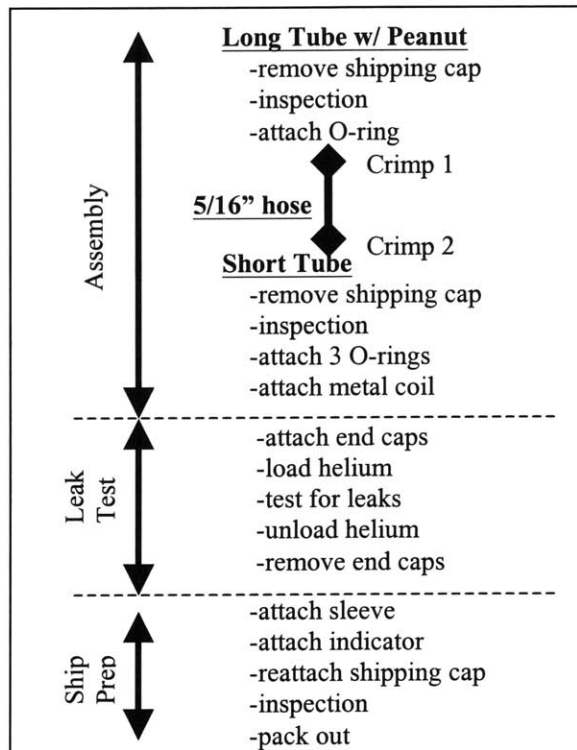 Long Tube w/ Peanut
-remove shipping cap
-inspection
-attach O-ring
Crimp 1
5/16” hose
Crimp 2
Short Tube
-remove shipping cap
-inspection
-attach 3 O-rings
-attach metal coil
Assembly
-attach end caps
-load helium
-test for leaks
-unload helium
-remove end caps
Leak
Test
-attach sleeve
-attach indicator
-reattach shipping cap
-inspection
-pack out
Ship
Prep